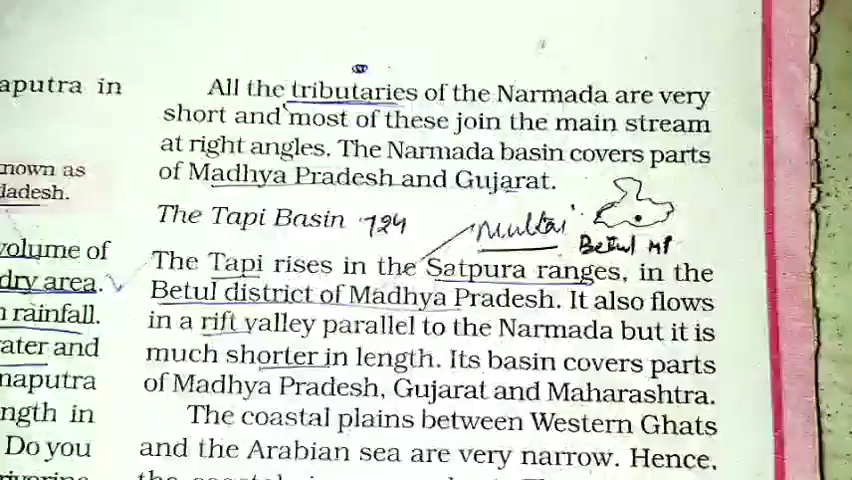 aputra in
nown as
ladesh.
volume of
dry area.
n rainfall.
ater and
naputra
ngth in
Do you
All the tributaries of the Narmada are very
short and most of these join the main stream
at right angles. The Narmada basin covers parts
of Madhya Pradesh and Gujarat.
The Tapi Basin 724
Multai
Betul MP
The Tapi rises in the Satpura ranges, in the
Betul district of Madhya Pradesh. It also flows
in a rift valley parallel to the Narmada but it is
much shorter in length. Its basin covers parts
of Madhya Pradesh, Gujarat and Maharashtra.
The coastal plains between Western Ghats
and the Arabian sea are very narrow. Hence,